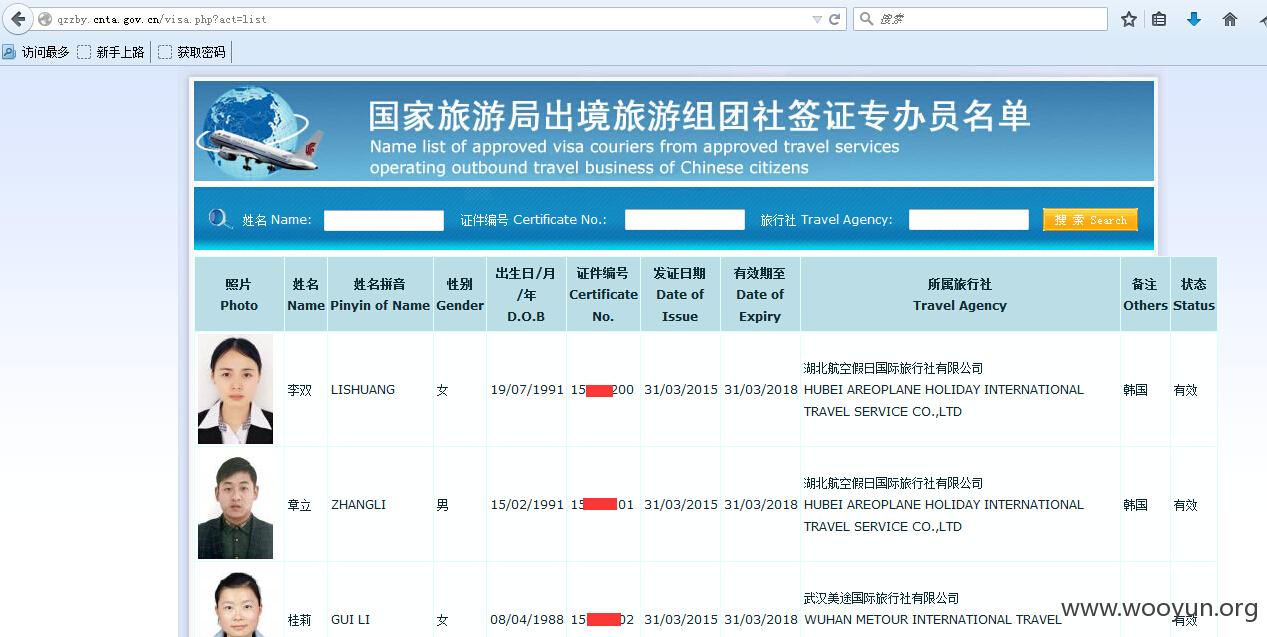 qzzby.cnta.gov.cn/visa.php?act=list
搜索
访问最多 新手上路 获取密码
国家旅游局出境旅游组团社签证专办员名单
Name list of approved visa couriers from approved travel services
operating outbound travel business of Chinese citizens
姓名 Name: 证件编号 Certificate No.: 旅行社 Travel Agency: 搜 索 Search
照片 Photo
姓名 Name
姓名拼音 Pinyin of Name
性别 Gender
出生日/月/年 D.O.B
证件编号 Certificate No.
发证日期 Date of Issue
有效期至 Date of Expiry
所属旅行社 Travel Agency
备注 Others
状态 Status
李双 LISHUANG 女 19/07/1991 15 200 31/03/2015 31/03/2018
湖北航空假日国际旅行社有限公司
HUBEI AREOPLANE HOLIDAY INTERNATIONAL
TRAVEL SERVICE CO.,LTD
韩国 有效
章立 ZHANGLI 男 15/02/1991 15 01 31/03/2015 31/03/2018
湖北航空假日国际旅行社有限公司
HUBEI AREOPLANE HOLIDAY INTERNATIONAL
TRAVEL SERVICE CO.,LTD
韩国 有效
桂莉 GUI LI 女 08/04/1988 15 02 31/03/2015 31/03/2018
武汉美途国际旅行社有限公司
WUHAN METOUR INTERNATIONAL TRAVEL
韩国 有效
www.wooyun.org